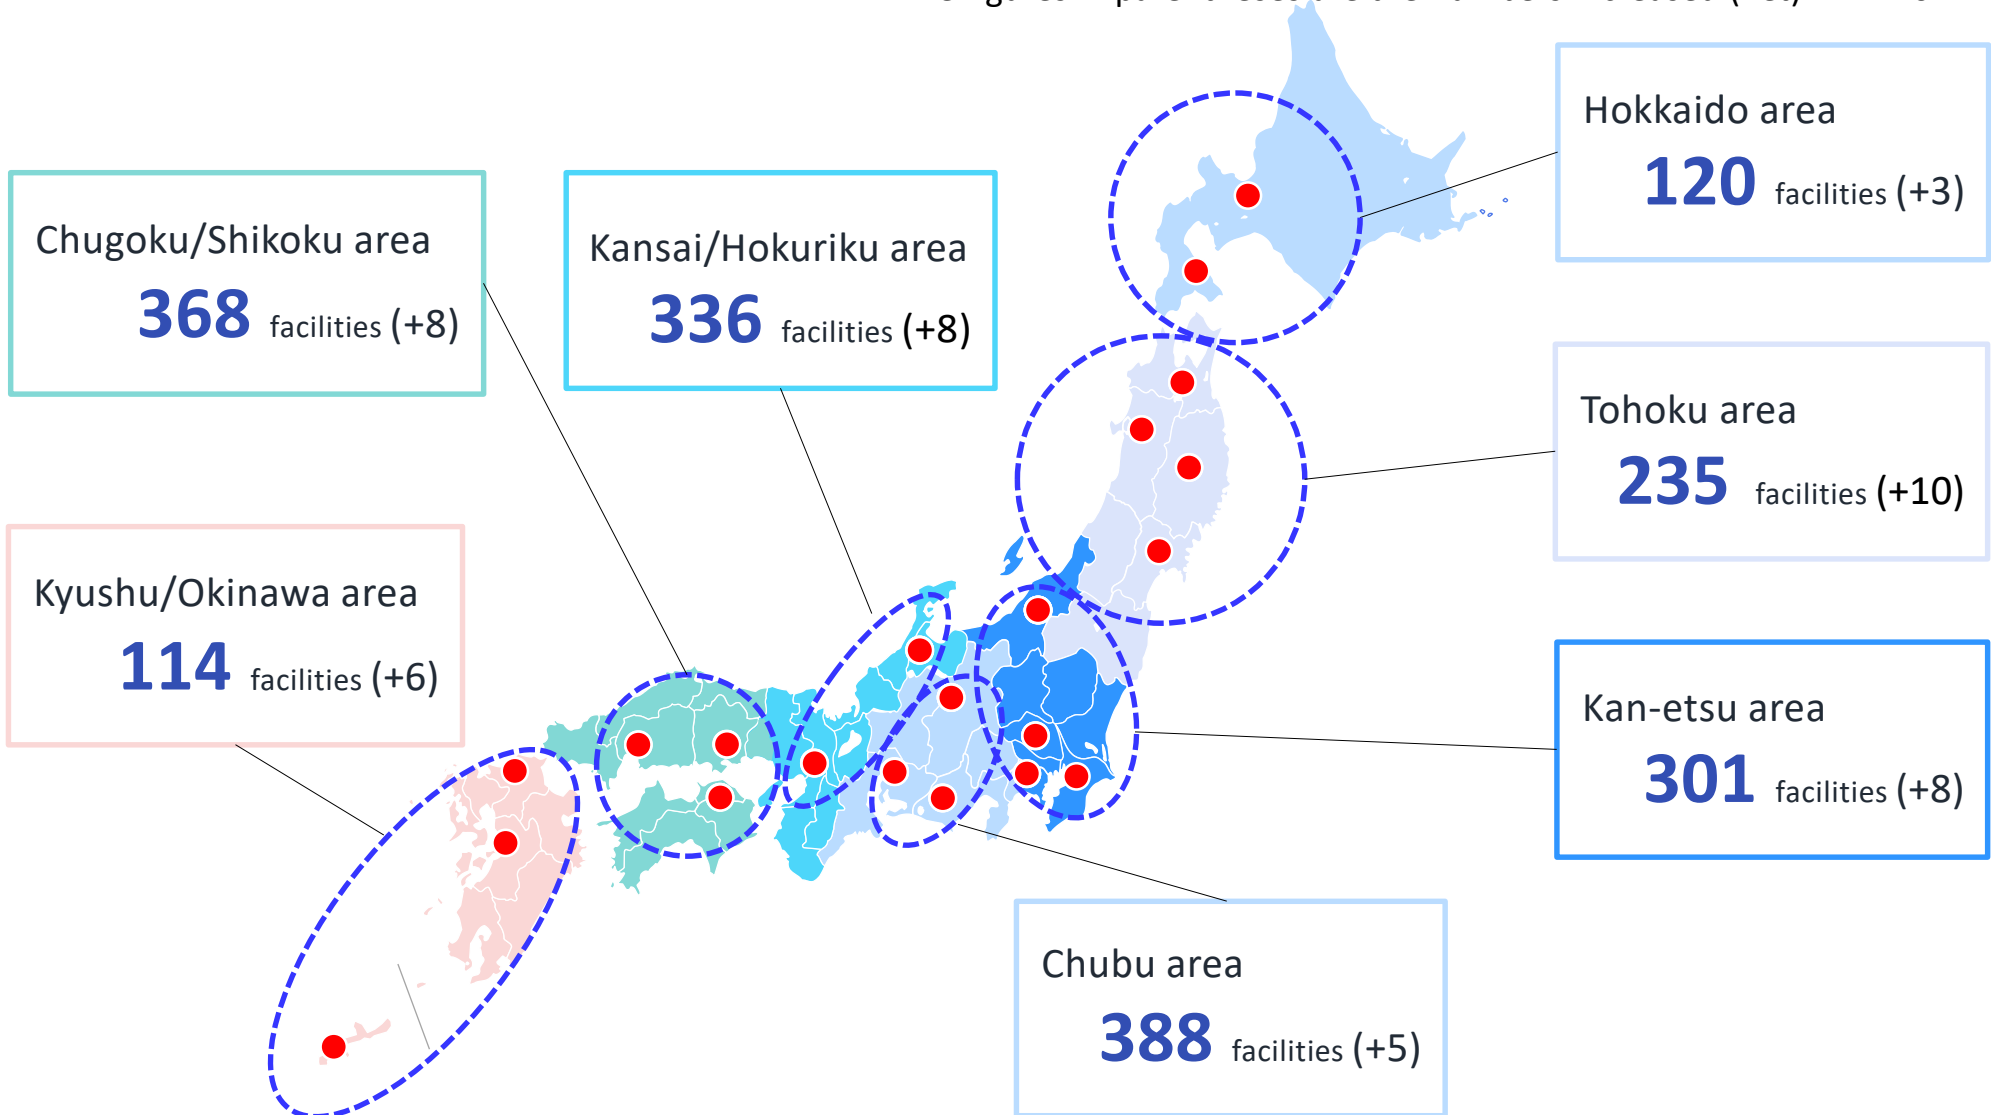 Hokkaido area
120 facilities (+3)
Chugoku/Shikoku area
368 facilities (+8)
Kansai/Hokuriku area
336 facilities (+8)
Tohoku area
235 facilities (+10)
Kyushu/Okinawa area
114 facilities (+6)
Kan-etsu area
301 facilities (+8)
Chubu area
388 facilities (+5)